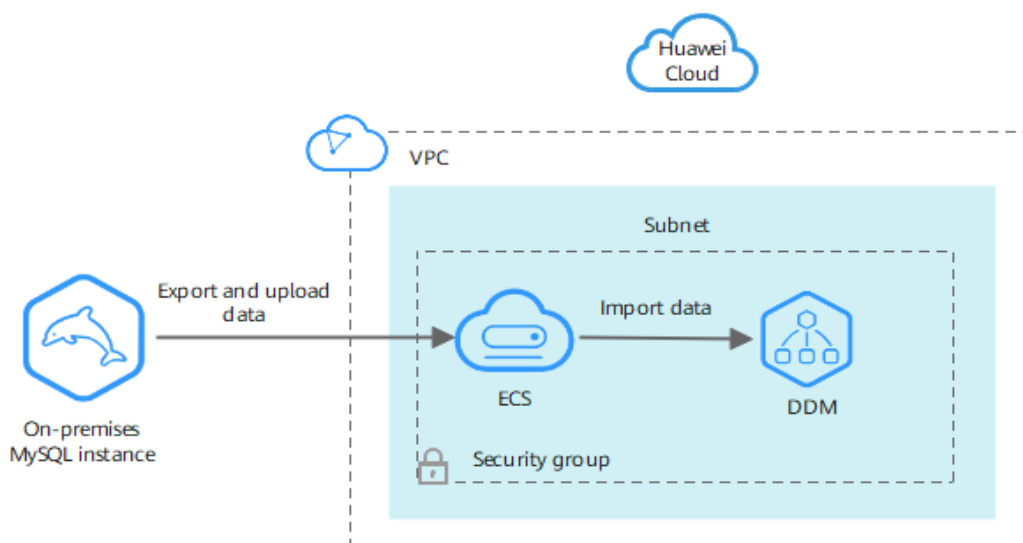 Huawei
Cloud
VPC
Subnet
Export and upload
data
Import data
ECS
DDM
On-premises
MySQL instance
Security group